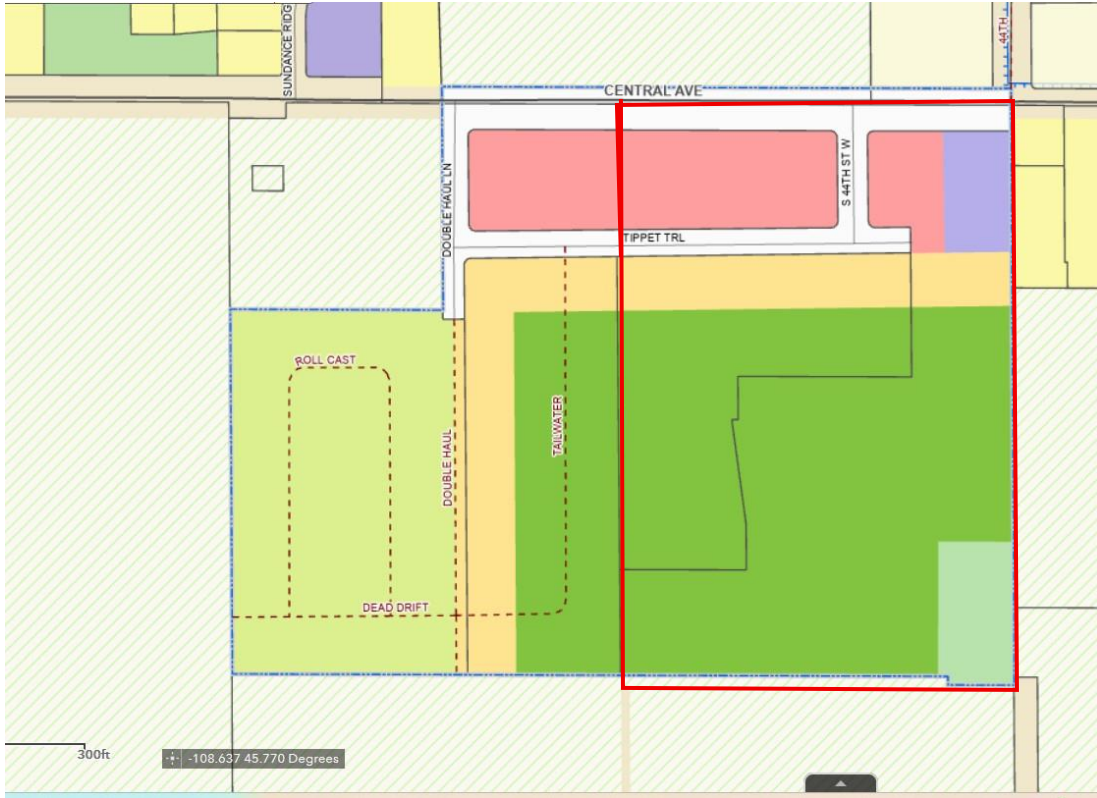 SUNDANCE RIDG
44TH
CENTRAL AVE
DOUBLE HAUL LN
S 44TH ST W
TIPPET TRL
ROLL CAST
TAILWATER
DOUBLE HAUL
DEAD DRIFT
300ft
-108.637 45.770 Degrees